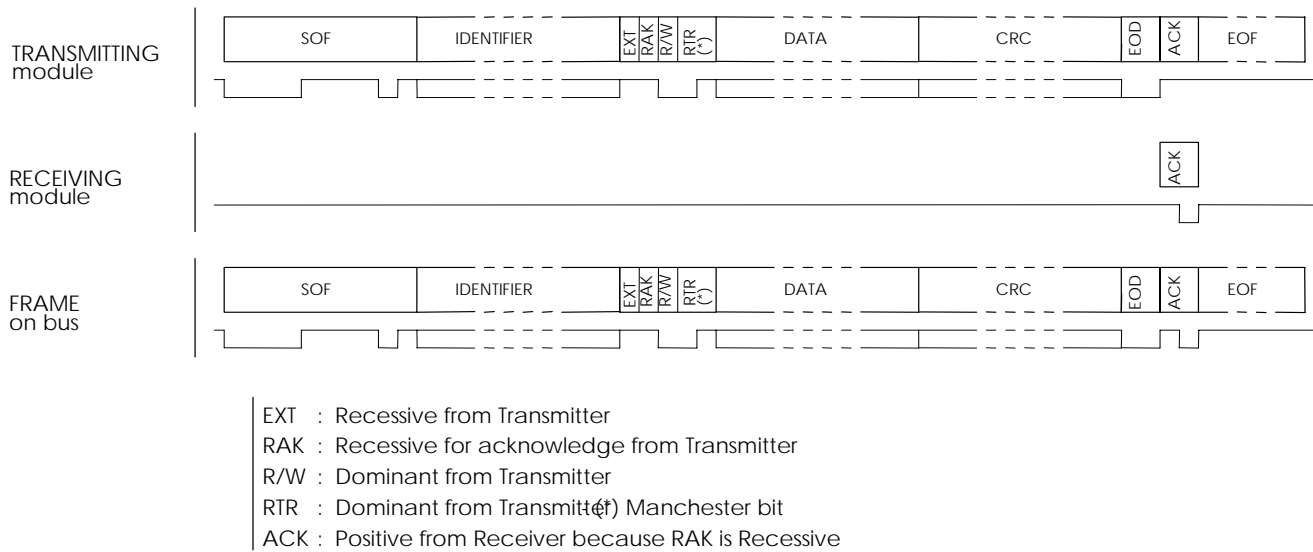 TRANSMITTING
module
SOF IDENTIFIER EXT RAK R/W RTR (*) DATA CRC EOD ACK EOF
RECEIVING
module
ACK
FRAME
on bus
SOF IDENTIFIER EXT RAK R/W RTR (*) DATA CRC EOD ACK EOF
EXT : Recessive from Transmitter
RAK : Recessive for acknowledge from Transmitter
R/W : Dominant from Transmitter
RTR : Dominant from Transmitter-(*) Manchester bit
ACK : Positive from Receiver because RAK is Recessive